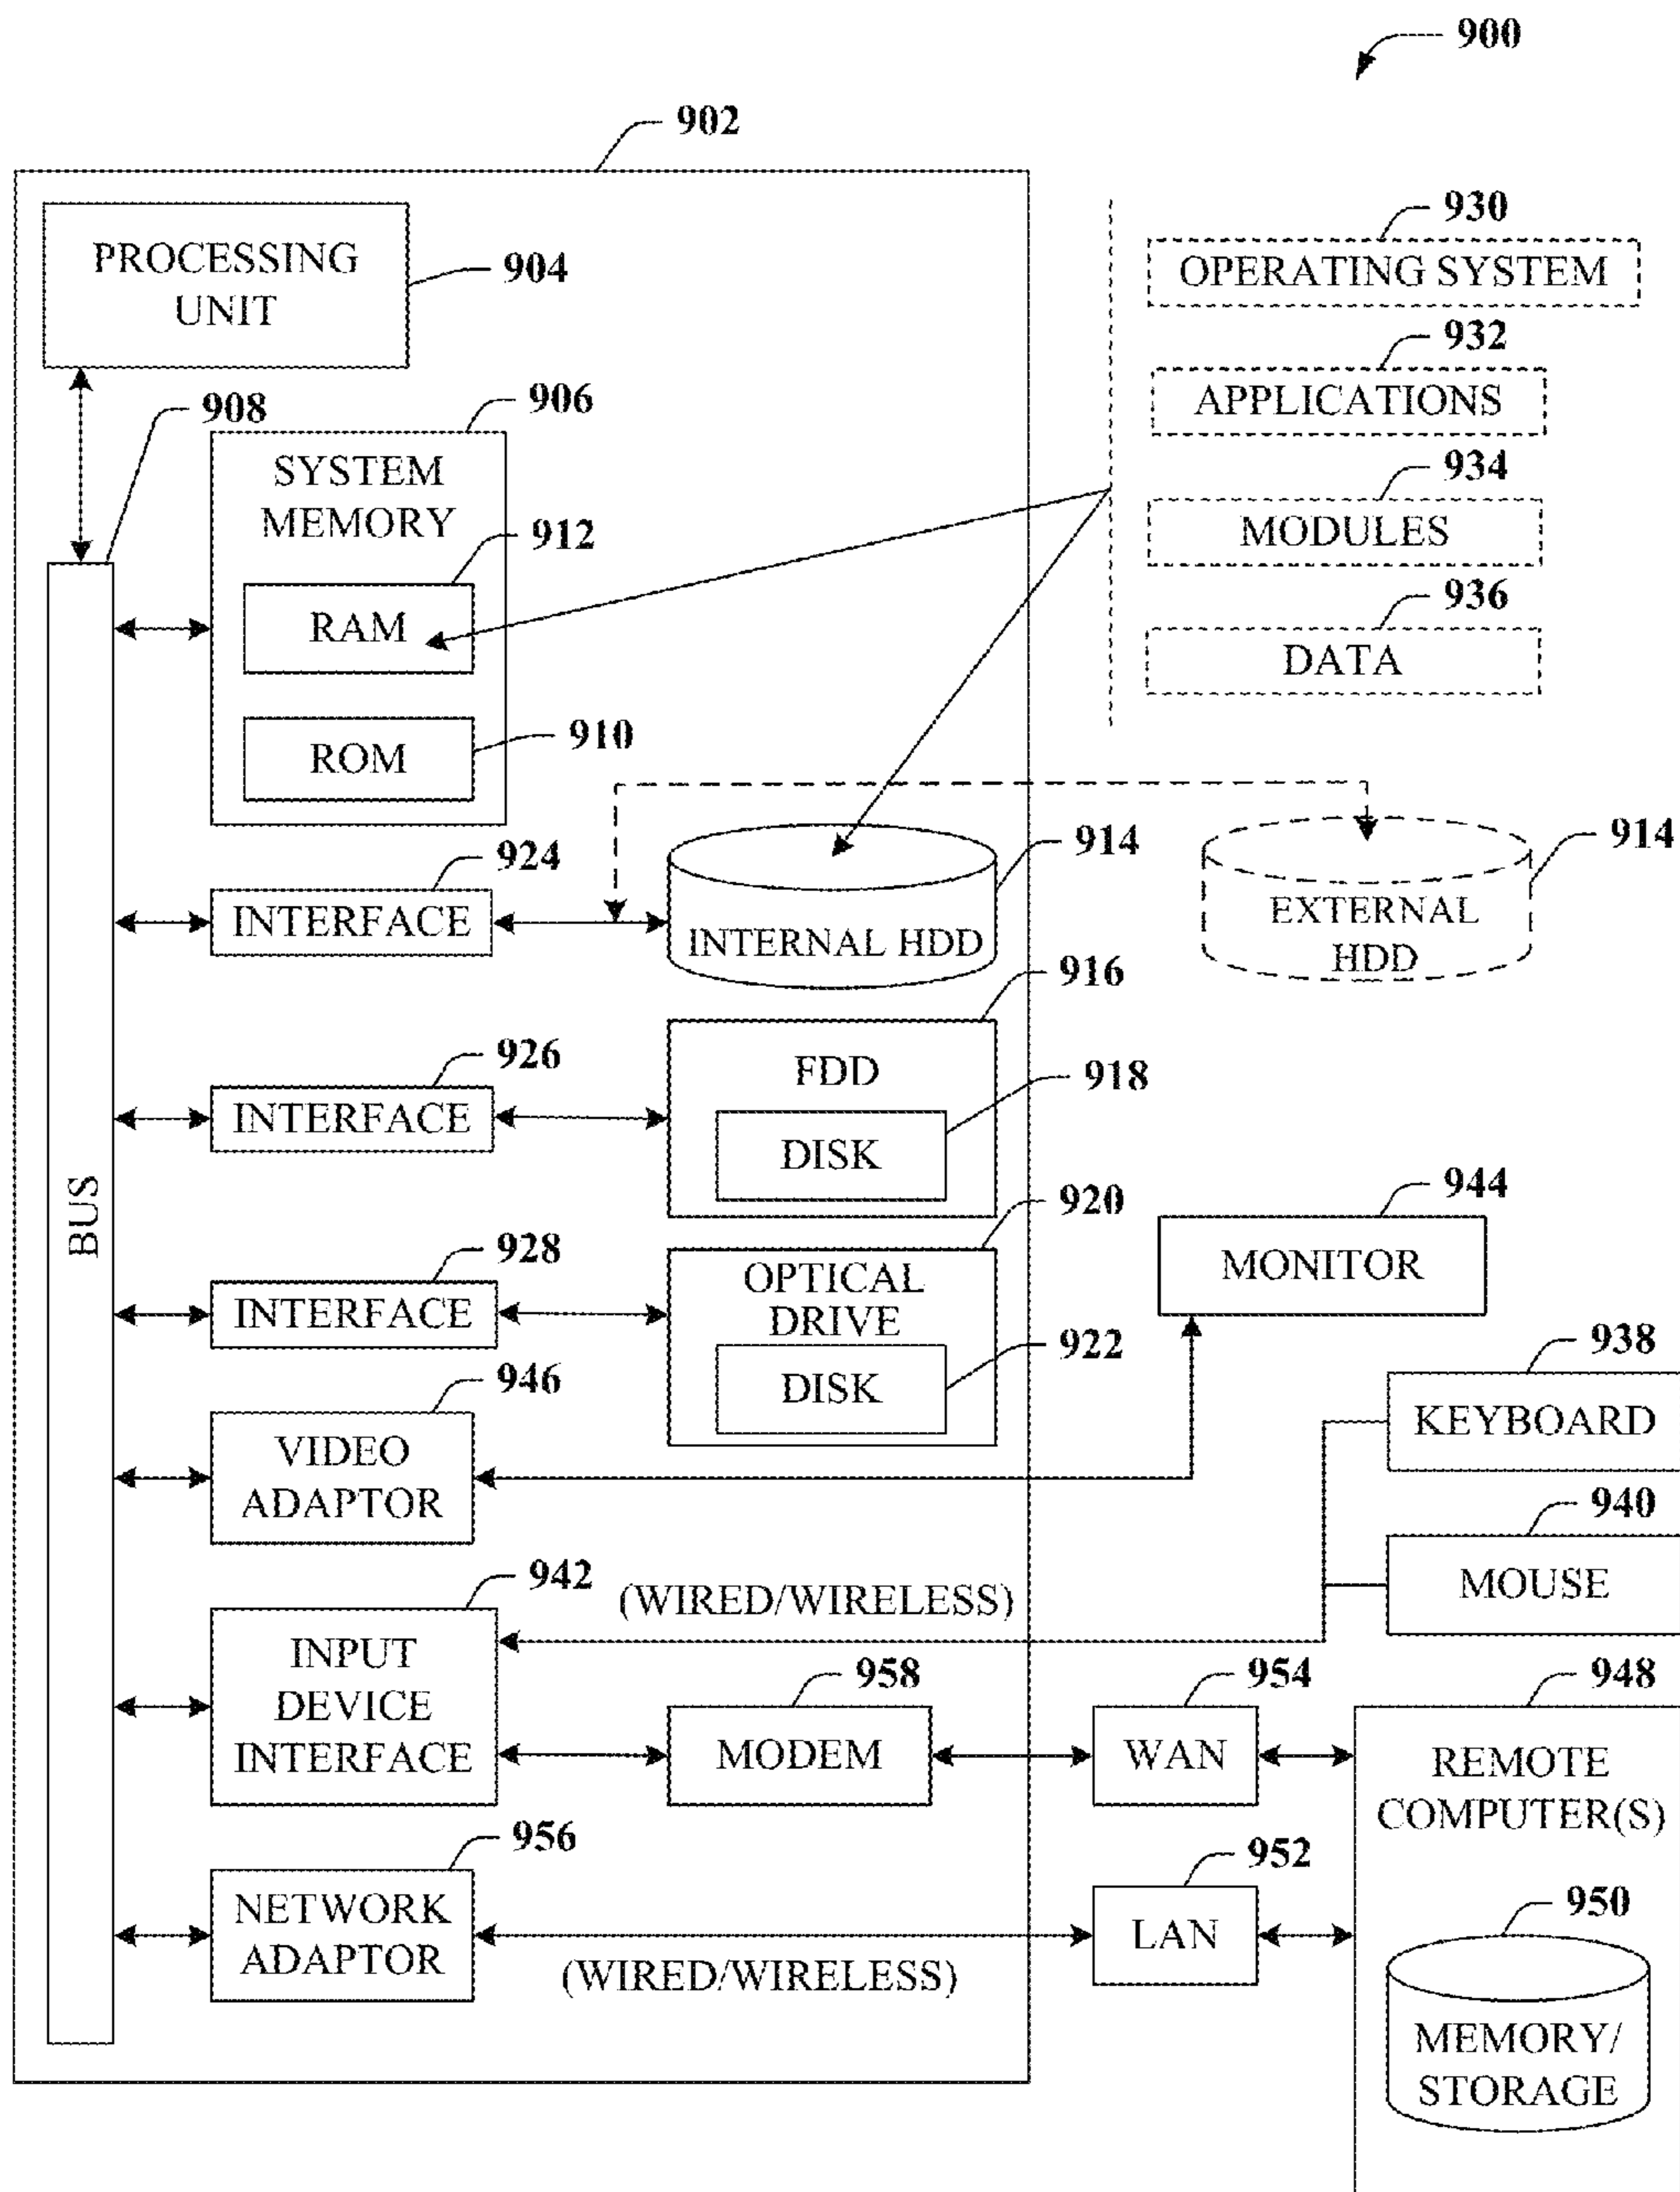 900
902
PROCESSING
UNIT
904
930
OPERATING SYSTEM
932
APPLICATIONS
934
MODULES
936
DATA
908
906
SYSTEM
MEMORY
912
RAM
910
ROM
BUS
924
INTERFACE
914
INTERNAL HDD
914
EXTERNAL
HDD
926
INTERFACE
916
FDD
918
DISK
928
INTERFACE
920
OPTICAL
DRIVE
922
DISK
944
MONITOR
946
VIDEO
ADAPTOR
938
KEYBOARD
940
MOUSE
942
INPUT
DEVICE
INTERFACE
(WIRED/WIRELESS)
958
MODEM
954
WAN
948
REMOTE
COMPUTER(S)
956
NETWORK
ADAPTOR
(WIRED/WIRELESS)
952
LAN
950
MEMORY/
STORAGE